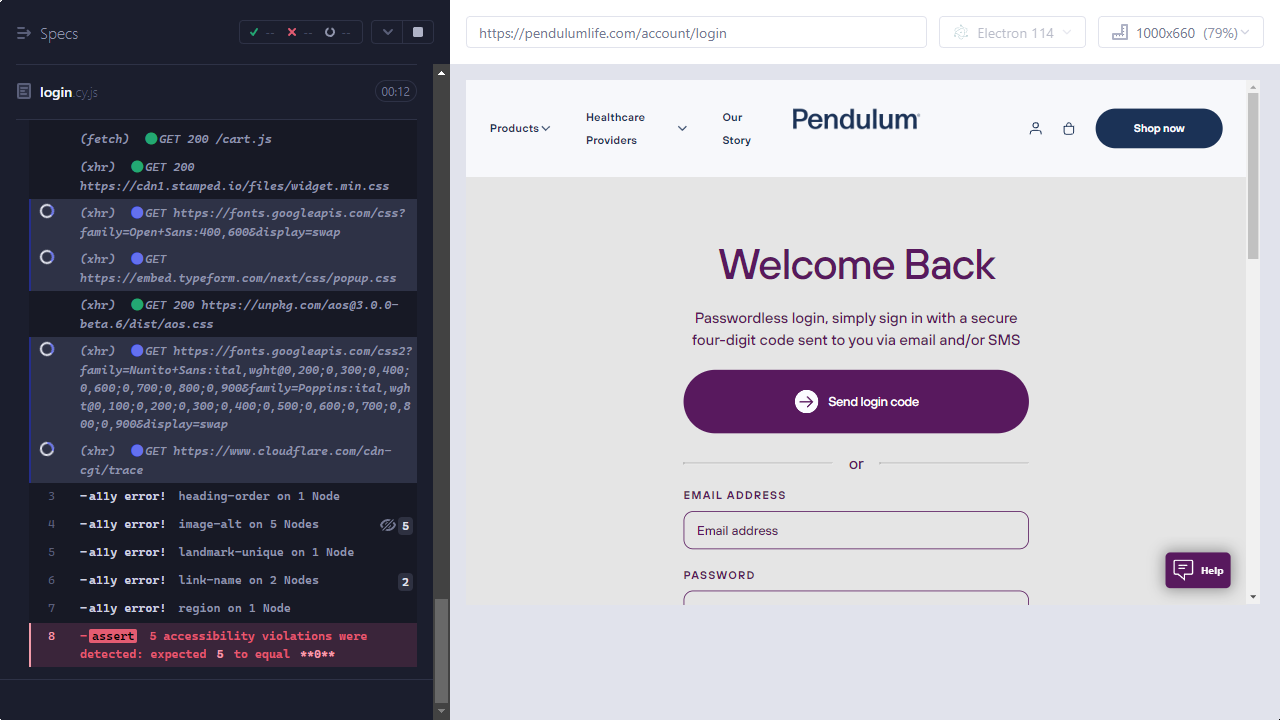 Specs
--
--
--
login.cy.js
00:12
(fetch) GET 200 /cart.js
(xhr) GET 200
https://cdn1.stamped.io/files/widget.min.css
(xhr) GET https://fonts.googleapis.com/css?
family=Open+Sans:400,600&display=swap
(xhr) GET
https://embed.typeform.com/next/css/popup.css
(xhr) GET 200 https://unpkg.com/aos@3.0.0-
beta.6/dist/aos.css
(xhr) GET https://fonts.googleapis.com/css2?
family=Nunito+Sans:ital,wght@0,200;0,300;0,400;
0,600;0,700;0,800;0,900&family=Poppins:ital,wgh
t@0,100;0,200;0,300;0,400;0,500;0,600;0,700;0,8
00;0,900&display=swap
(xhr) GET https://www.cloudflare.com/cdn-
cgi/trace
3 -a11y error! heading-order on 1 Node
4 -a11y error! image-alt on 5 Nodes 5
5 -a11y error! landmark-unique on 1 Node
6 -a11y error! link-name on 2 Nodes 2
7 -a11y error! region on 1 Node
8 -assert 5 accessibility violations were
detected: expected 5 to equal **0**
https://pendulumlife.com/account/login
Electron 114
1000x660 (79%)
Products
Healthcare
Providers
Our
Story
Pendulum
Shop now
Welcome Back
Passwordless login, simply sign in with a secure
four-digit code sent to you via email and/or SMS
Send login code
or
EMAIL ADDRESS
Email address
PASSWORD
Help